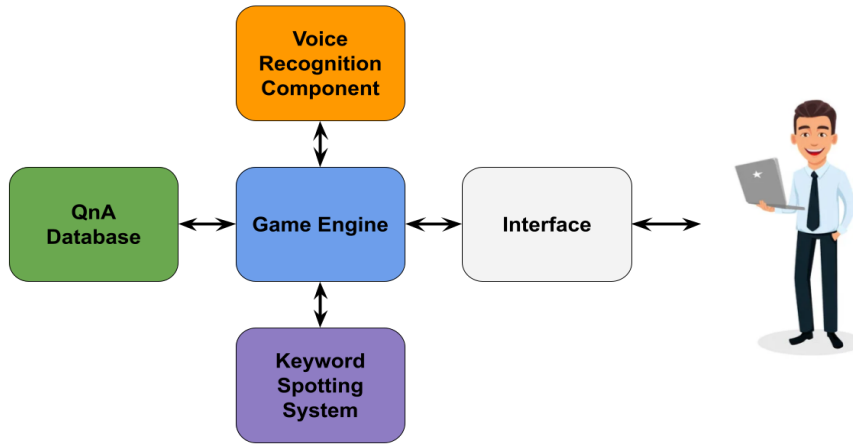 Voice
Recognition
Component
QnA
Database
Game Engine
Interface
Keyword
Spotting
System